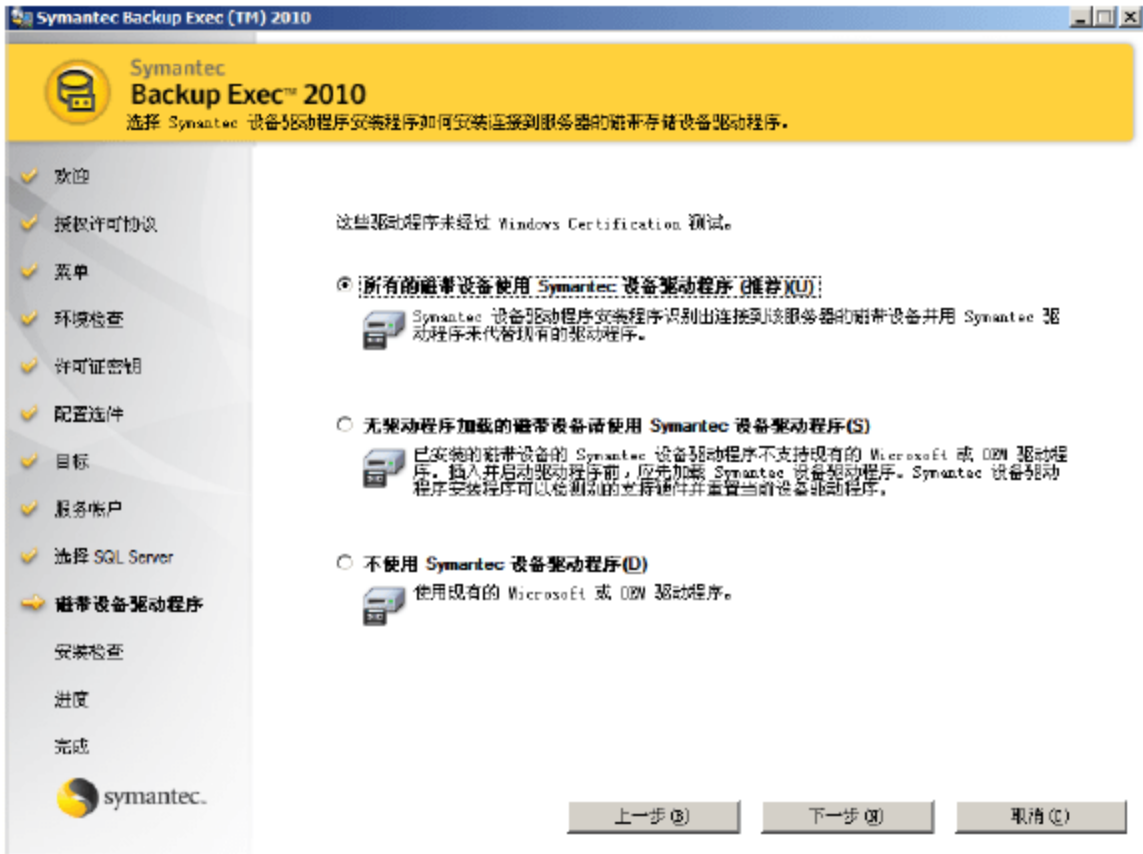 Symantec Backup Exec (TM) 2010
Symantec
Backup Exec™ 2010
选择 Symantec 设备驱动程序安装程序如何安装连接到服务器的磁带存储设备驱动程序。
欢迎
授权许可协议
菜单
环境检查
许可证密钥
配置选件
目标
服务帐户
选择 SQL Server
磁带设备驱动程序
安装检查
进度
完成
symantec.
这些驱动程序未经过 Windows Certification 测试。
所有的磁带设备使用 Symantec 设备驱动程序 (推荐)(U)
Symantec 设备驱动程序安装程序识别出连接到该服务器的磁带设备并用 Symantec 驱
动程序来代替现有的驱动程序。
无驱动程序加载的磁带设备请使用 Symantec 设备驱动程序(S)
已安装的磁带设备的 Symantec 设备驱动程序不支持现有的 Microsoft 或 OEM 驱动程
序。插入并启动驱动程序前，应先加载 Symantec 设备驱动程序。Symantec 设备驱动
程序安装程序可以检测别的支持硬件并重置当前设备驱动程序。
不使用 Symantec 设备驱动程序(D)
使用现有的 Microsoft 或 OEM 驱动程序。
上一步(B)
下一步(N)
取消(C)